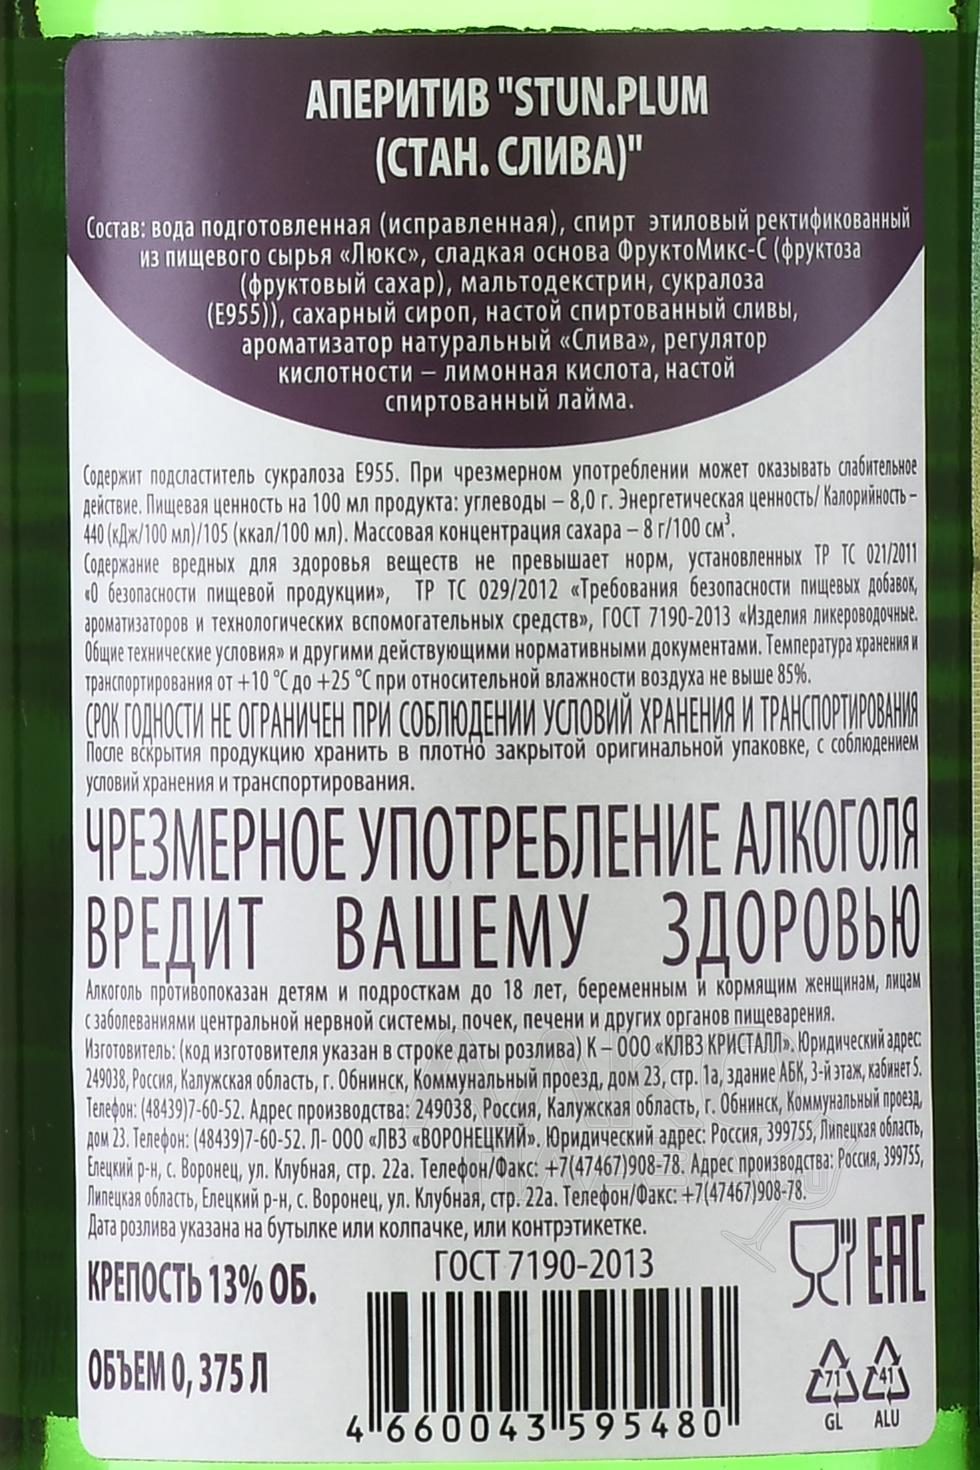 АПЕРИТИВ "STUN.PLUM
(СТАН. СЛИВА)"
Состав: вода подготовленная (исправленная), спирт этиловый ректификованный
из пищевого сырья «Люкс», сладкая основа ФруктоМикс-С (фруктоза
(фруктовый сахар), мальтодекстрин, сукралоза
(Е955)), сахарный сироп, настой спиртованный сливы,
ароматизатор натуральный «Слива», регулятор
кислотности – лимонная кислота, настой
спиртованный лайма.
Содержит подсластитель сукралоза Е955. При чрезмерном употреблении может оказывать слабительное
действие. Пищевая ценность на 100 мл продукта: углеводы – 8,0 г. Энергетическая ценность/ Калорийность –
440 (кДж/100 мл)/105 (ккал/100 мл). Массовая концентрация сахара – 8 г/100 см³.
Содержание вредных для здоровья веществ не превышает норм, установленных ТР ТС 021/2011
«О безопасности пищевой продукции», ТР ТС 029/2012 «Требования безопасности пищевых добавок,
ароматизаторов и технологических вспомогательных средств», ГОСТ 7190-2013 «Изделия ликероводочные.
Общие технические условия» и другими действующими нормативными документами. Температура хранения и
транспортирования от +10 °С до +25 °С при относительной влажности воздуха не выше 85%.
СРОК ГОДНОСТИ НЕ ОГРАНИЧЕН ПРИ СОБЛЮДЕНИИ УСЛОВИЙ ХРАНЕНИЯ И ТРАНСПОРТИРОВАНИЯ
После вскрытия продукцию хранить в плотно закрытой оригинальной упаковке, с соблюдением
условий хранения и транспортирования.
ЧРЕЗМЕРНОЕ УПОТРЕБЛЕНИЕ АЛКОГОЛЯ
ВРЕДИТ ВАШЕМУ ЗДОРОВЬЮ
Алкоголь противопоказан детям и подросткам до 18 лет, беременным и кормящим женщинам, лицам
с заболеваниями центральной нервной системы, почек, печени и других органов пищеварения.
Изготовитель: (код изготовителя указан в строке даты розлива) К – ООО «КЛВЗ КРИСТАЛЛ». Юридический адрес:
249038, Россия, Калужская область, г. Обнинск, Коммунальный проезд, дом 23, стр. 1а, здание АБК, 3-й этаж, кабинет 5.
Телефон: (48439)7-60-52. Адрес производства: 249038, Россия, Калужская область, г. Обнинск, Коммунальный проезд,
дом 23. Телефон: (48439)7-60-52. Л- ООО «ЛВЗ «ВОРОНЕЦКИЙ». Юридический адрес: Россия, 399755, Липецкая область,
Елецкий р-н, с. Воронец, ул. Клубная, стр. 22а. Телефон/Факс: +7(47467)908-78. Адрес производства: Россия, 399755,
Липецкая область, Елецкий р-н, с. Воронец, ул. Клубная, стр. 22а. Телефон/Факс: +7(47467)908-78.
Дата розлива указана на бутылке или колпачке, или контрэтикетке.
КРЕПОСТЬ 13% ОБ.
ГОСТ 7190-2013
EAC
ОБЪЕМ 0, 375 Л
4 660043 595480
71
GL
41
ALU